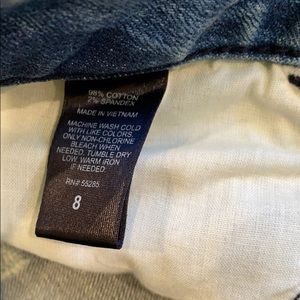 98% COTTON
2% SPANDEX
MADE IN VIETNAM
MACHINE WASH COLD
WITH LIKE COLORS.
ONLY NON-CHLORINE
BLEACH WHEN
NEEDED. TUMBLE DRY
LOW. WARM IRON
IF NEEDED
RN# 55285
8